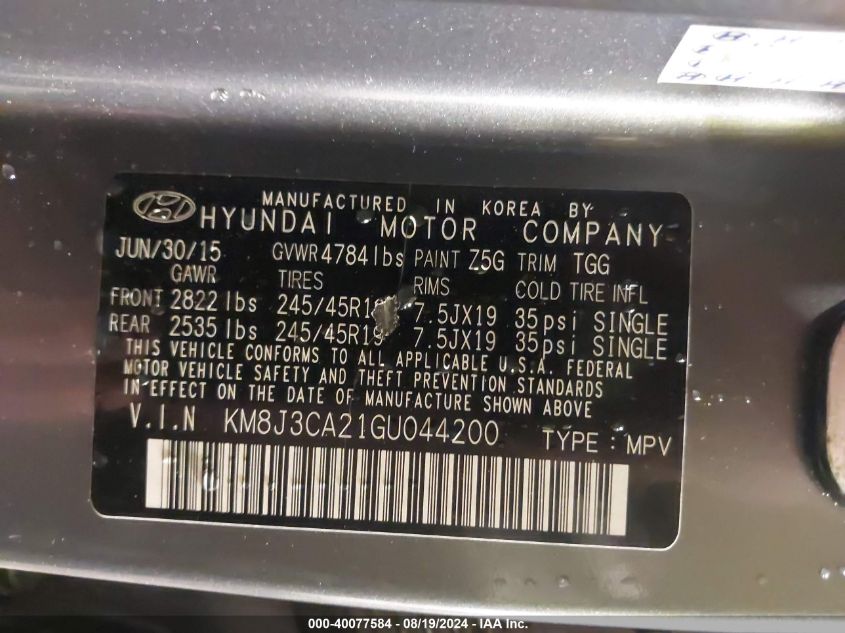 MANUFACTURED IN KOREA BY
HYUNDAI MOTOR COMPANY
JUN/30/15 GVWR 4784 lbs PAINT Z5G TRIM TGG
GAWR TIRES RIMS COLD TIRE INFL
FRONT 2822 lbs 245/45R19 7.5JX19 35psi SINGLE
REAR 2535 lbs 245/45R19 7.5JX19 35psi SINGLE
THIS VEHICLE CONFORMS TO ALL APPLICABLE U.S.A. FEDERAL
MOTOR VEHICLE SAFETY AND THEFT PREVENTION STANDARDS
IN EFFECT ON THE DATE OF MANUFACTURE SHOWN ABOVE
V.I.N KM8J3CA21GU044200 TYPE : MPV
000-40077584 - 08/19/2024 - IAA Inc.